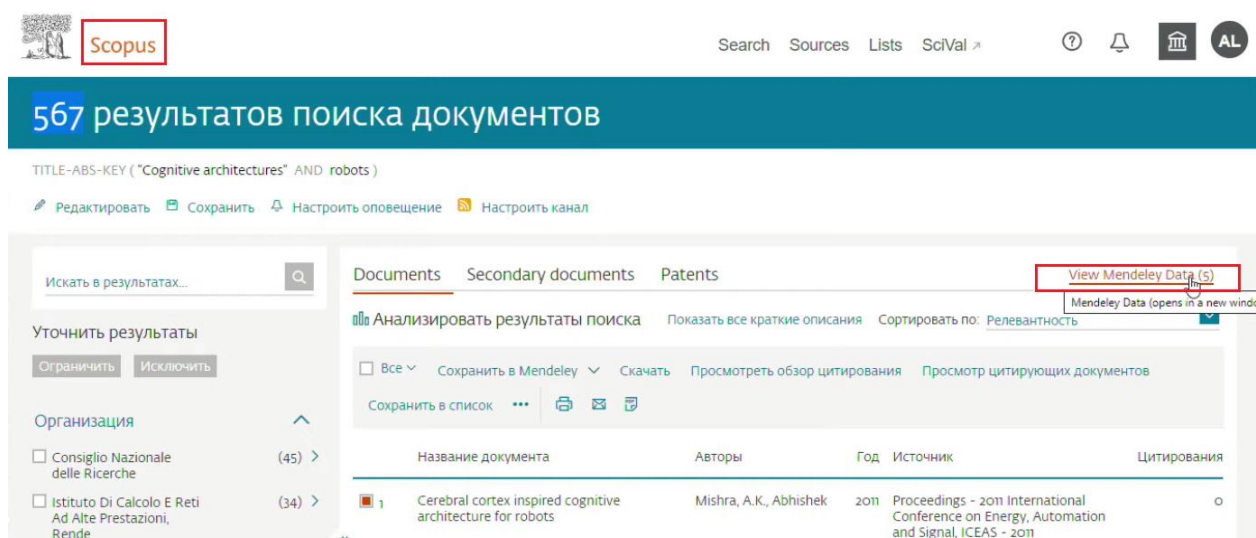 Scopus
Search Sources Lists SciVal ↗
AL
567 результатов поиска документов
TITLE-ABS-KEY ( "Cognitive architectures" AND robots )
Редактировать Сохранить Настроить оповещение Настроить канал
Искать в результатах...
Уточнить результаты
Ограничить Исключить
Организация
Consiglio Nazionale (45)
delle Ricerche
Istituto Di Calcolo E Reti (34)
Ad Alte Prestazioni,
Rende
Documents Secondary documents Patents View Mendeley Data (5)
Mendeley Data (opens in a new windo
Анализировать результаты поиска Показать все краткие описания Сортировать по: Релевантность
Все Сохранить в Mendeley Скачать Просмотреть обзор цитирования Просмотр цитирующих документов
Сохранить в список •••
Название документа Авторы Год Источник Цитирования
1 Cerebral cortex inspired cognitive Mishra, A.K., Abhishek 2011 Proceedings - 2011 International 0
architecture for robots Conference on Energy, Automation
and Signal, ICEAS - 2011